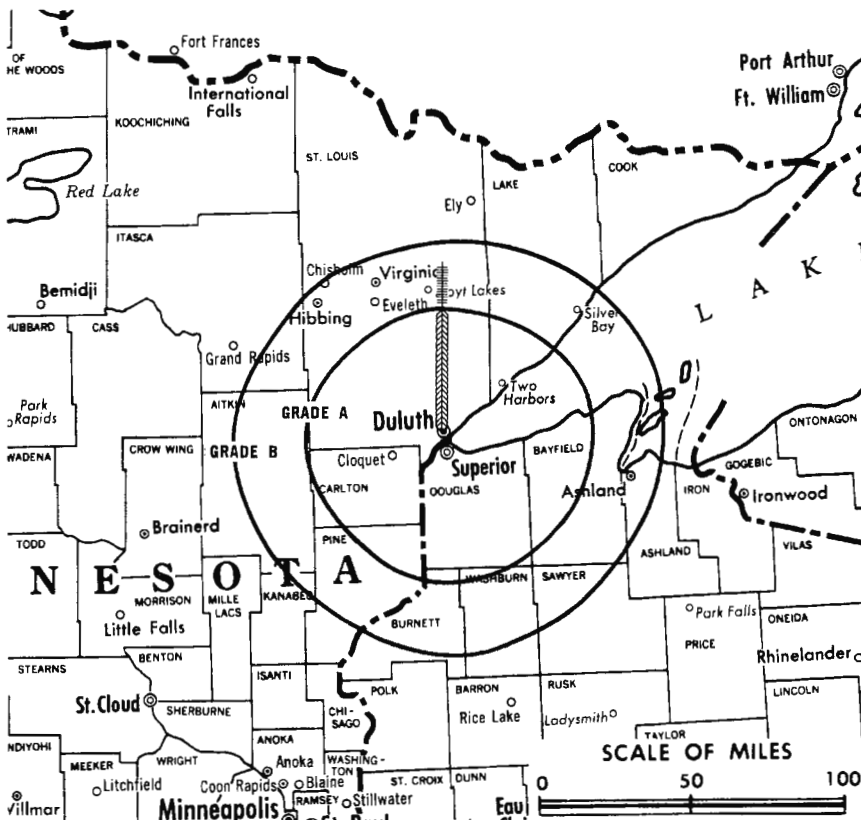 Fort Frances
OF
HE WOODS
International
Falls
Port Arthur
Ft. William
TRAMI
KOOCHICHING
ST. LOUIS
LAKE
COOK
Red Lake
Ely
ITASCA
Bemidji
Chisholm
Virginia
oyt Lakes
Hibbing
Eveleth
Silver
Bay
L A K
HUBBARD
CASS
Grand Rapids
Two
Harbors
Park
Rapids
AITKIN
GRADE A
Duluth
ONTONAGON
WADENA
CROW WING
GRADE B
Cloquet
Superior
BAYFIELD
GOGEBIC
CARLTON
DOUGLAS
Ashland
IRON
Ironwood
Brainerd
TODD
PINE
ASHLAND
VILAS
NESOTA
WASHBURN
SAWYER
MORRISON
MILLE
LACS
KANABEC
Little Falls
BURNETT
Park Falls
ONEIDA
PRICE
BENTON
STEARNS
ISANTI
POLK
BARRON
RUSK
Rhinelander
LINCOLN
St. Cloud
SHERBURNE
CHI-
SAGO
Rice Lake
Ladysmith
TAYLOR
ANOKA
NDIYOHI
MEEKER
WRIGHT
Anoka
WASHING-
TON
SCALE OF MILES
Litchfield
Coon Rapids
Blaine
ST. CROIX
DUNN
0 50 100
Villmar
Minneapolis
RAMSEY
Stillwater
Eau